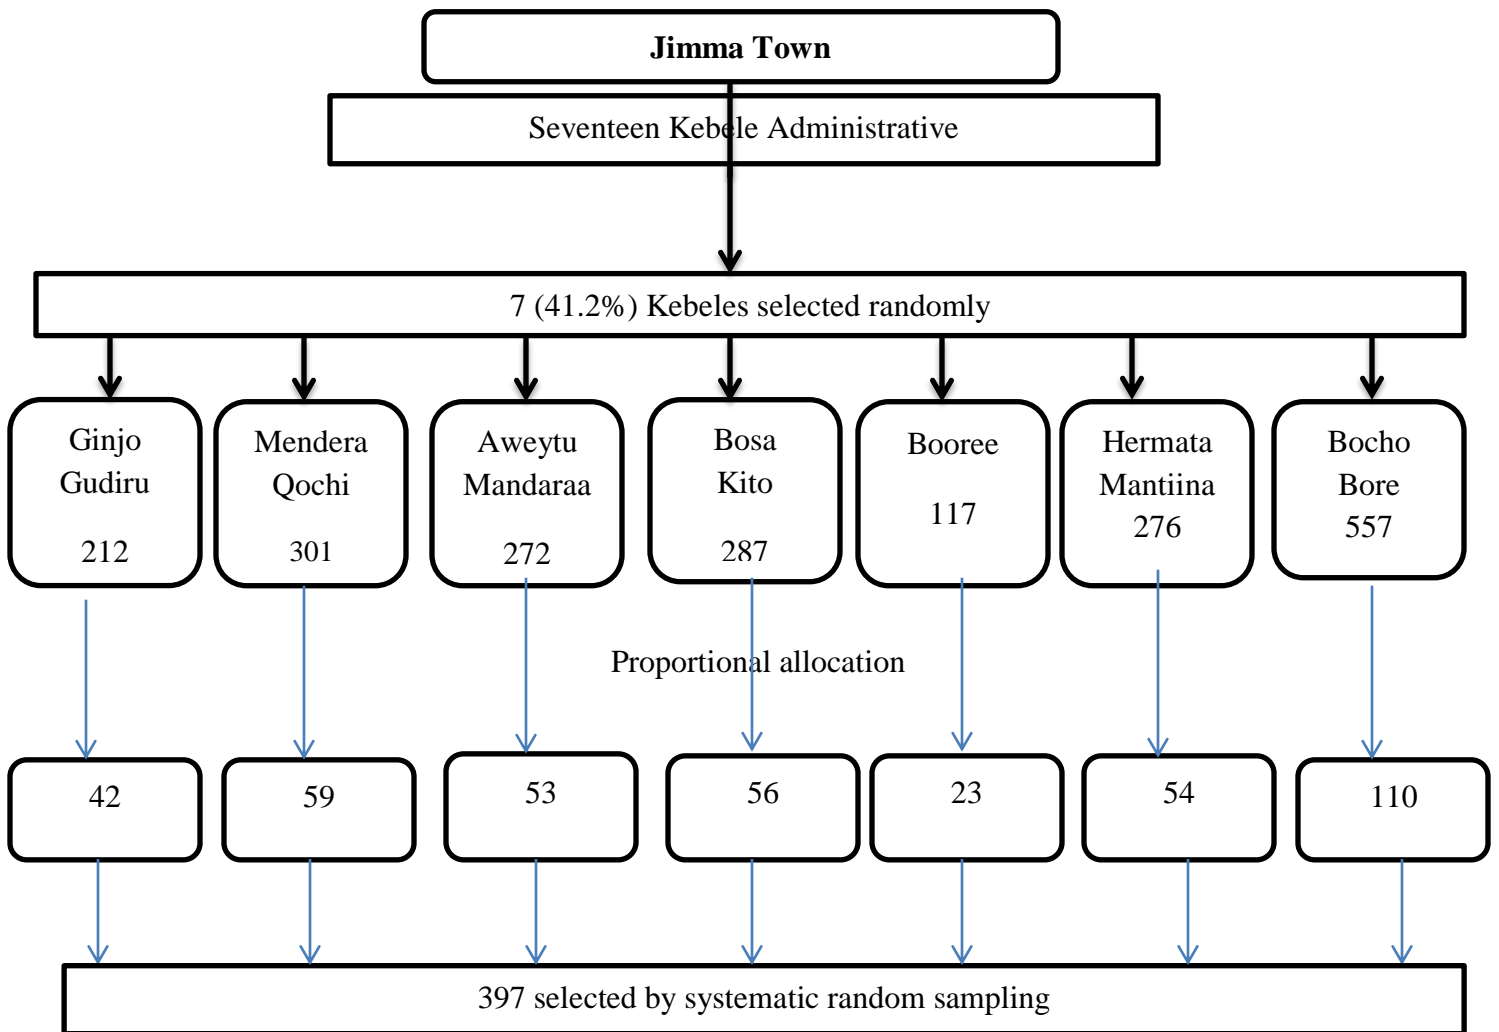 Jimma Town
Seventeen Kebele Administrative
7 (41.2%) Kebeles selected randomly
Ginjo
Gudiru
212
Mendera
Qochi
301
Aweytu
Mandaraa
272
Bosa
Kito
287
Booree
117
Hermata
Mantiina
276
Bocho
Bore
557
Proportional allocation
42
59
53
56
23
54
110
397 selected by systematic random sampling